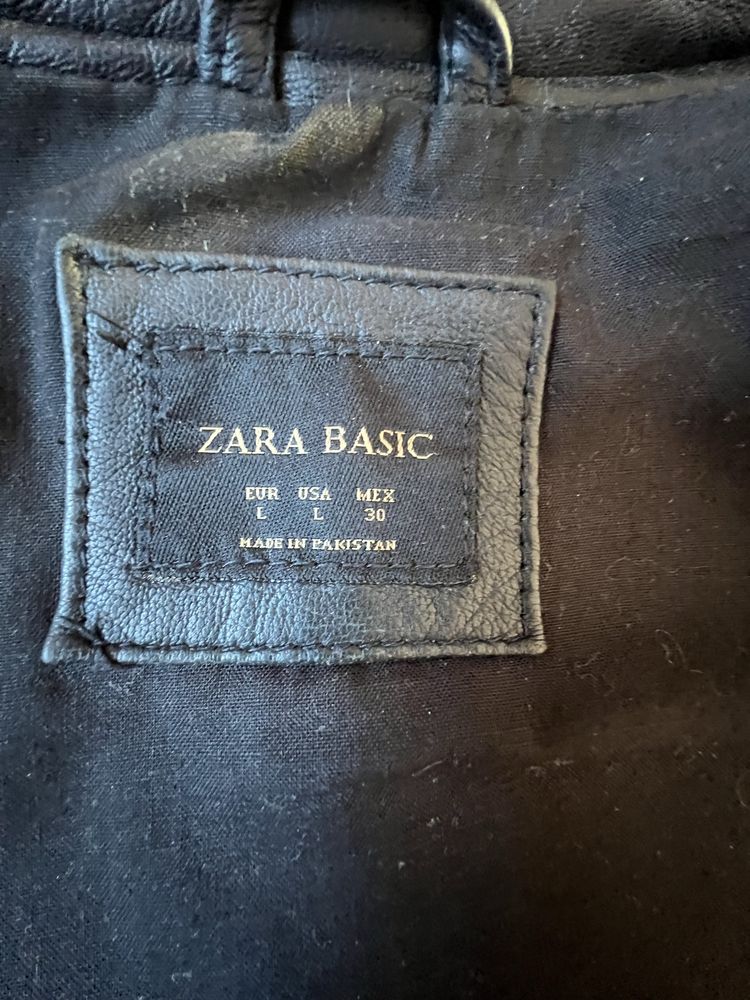 ZARA BASIC
EUR USA MEX
L L 30
MADE IN PAKISTAN